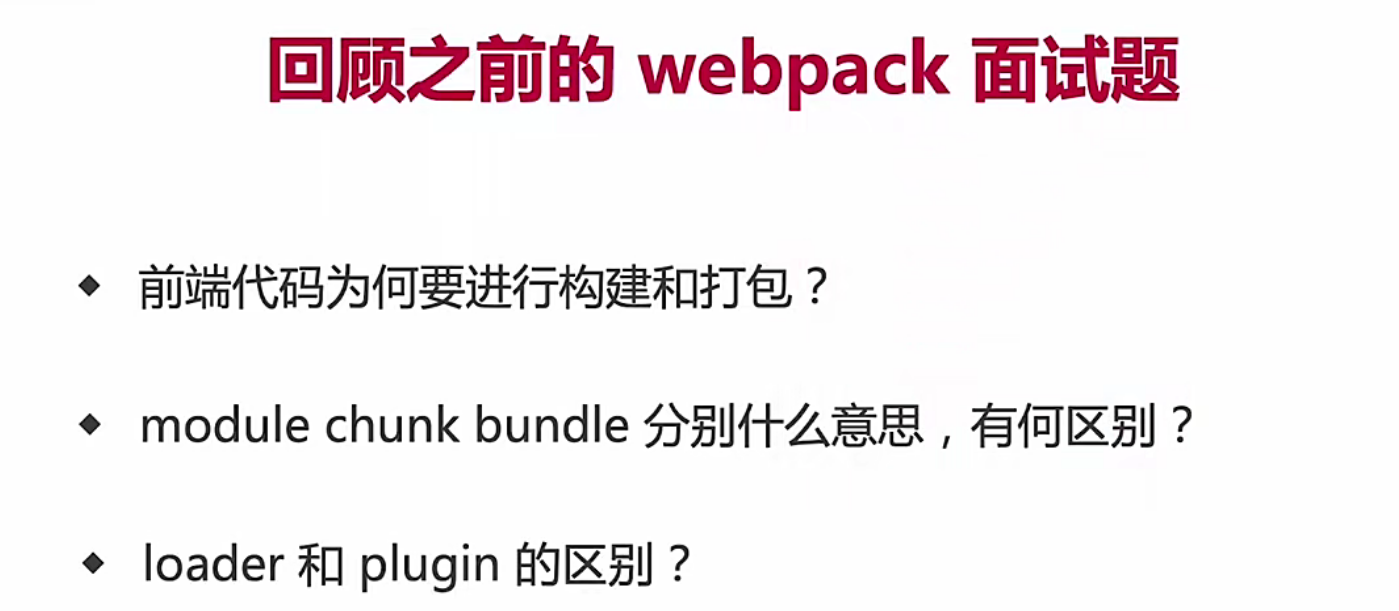 回顾之前的 webpack 面试题
◆ 前端代码为何要进行构建和打包？
◆ module chunk bundle 分别什么意思，有何区别？
◆ loader 和 plugin 的区别？